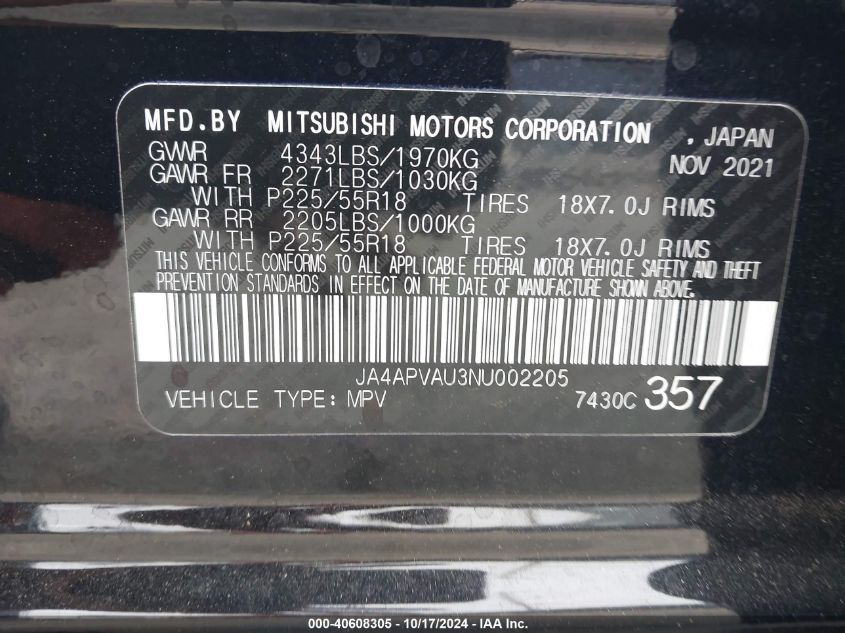 MFD.BY MITSUBISHI MOTORS CORPORATION , JAPAN
GVWR 4343LBS/1970KG NOV 2021
GAWR FR 2271LBS/1030KG
WITH P225/55R18 TIRES 18X7.0J RIMS
GAWR RR 2205LBS/1000KG
WITH P225/55R18 TIRES 18X7.0J RIMS
THIS VEHICLE CONFORMS TO ALL APPLICABLE FEDERAL MOTOR VEHICLE SAFETY AND THEFT
PREVENTION STANDARDS IN EFFECT ON THE DATE OF MANUFACTURE SHOWN ABOVE.
JA4APVAU3NU002205
VEHICLE TYPE: MPV 7430C 357
000-40608305 - 10/17/2024 - IAA Inc.